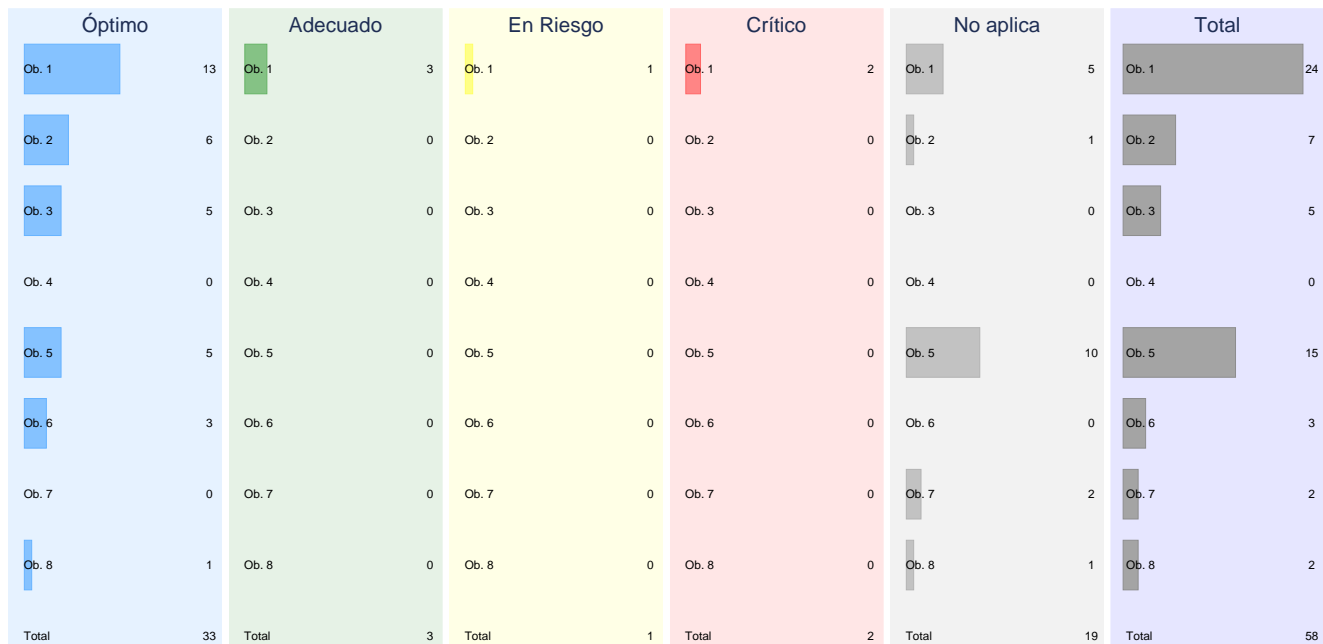 Óptimo Adecuado En Riesgo Crítico No aplica Total
Ob. 1 13 Ob. 1 3 Ob. 1 1 Ob. 1 2 Ob. 1 5 Ob. 1 24
Ob. 2 6 Ob. 2 0 Ob. 2 0 Ob. 2 0 Ob. 2 1 Ob. 2 7
Ob. 3 5 Ob. 3 0 Ob. 3 0 Ob. 3 0 Ob. 3 0 Ob. 3 5
Ob. 4 0 Ob. 4 0 Ob. 4 0 Ob. 4 0 Ob. 4 0 Ob. 4 0
Ob. 5 5 Ob. 5 0 Ob. 5 0 Ob. 5 0 Ob. 5 10 Ob. 5 15
Ob. 6 3 Ob. 6 0 Ob. 6 0 Ob. 6 0 Ob. 6 0 Ob. 6 3
Ob. 7 0 Ob. 7 0 Ob. 7 0 Ob. 7 0 Ob. 7 2 Ob. 7 2
Ob. 8 1 Ob. 8 0 Ob. 8 0 Ob. 8 0 Ob. 8 1 Ob. 8 2
Total 33 Total 3 Total 1 Total 2 Total 19 Total 58